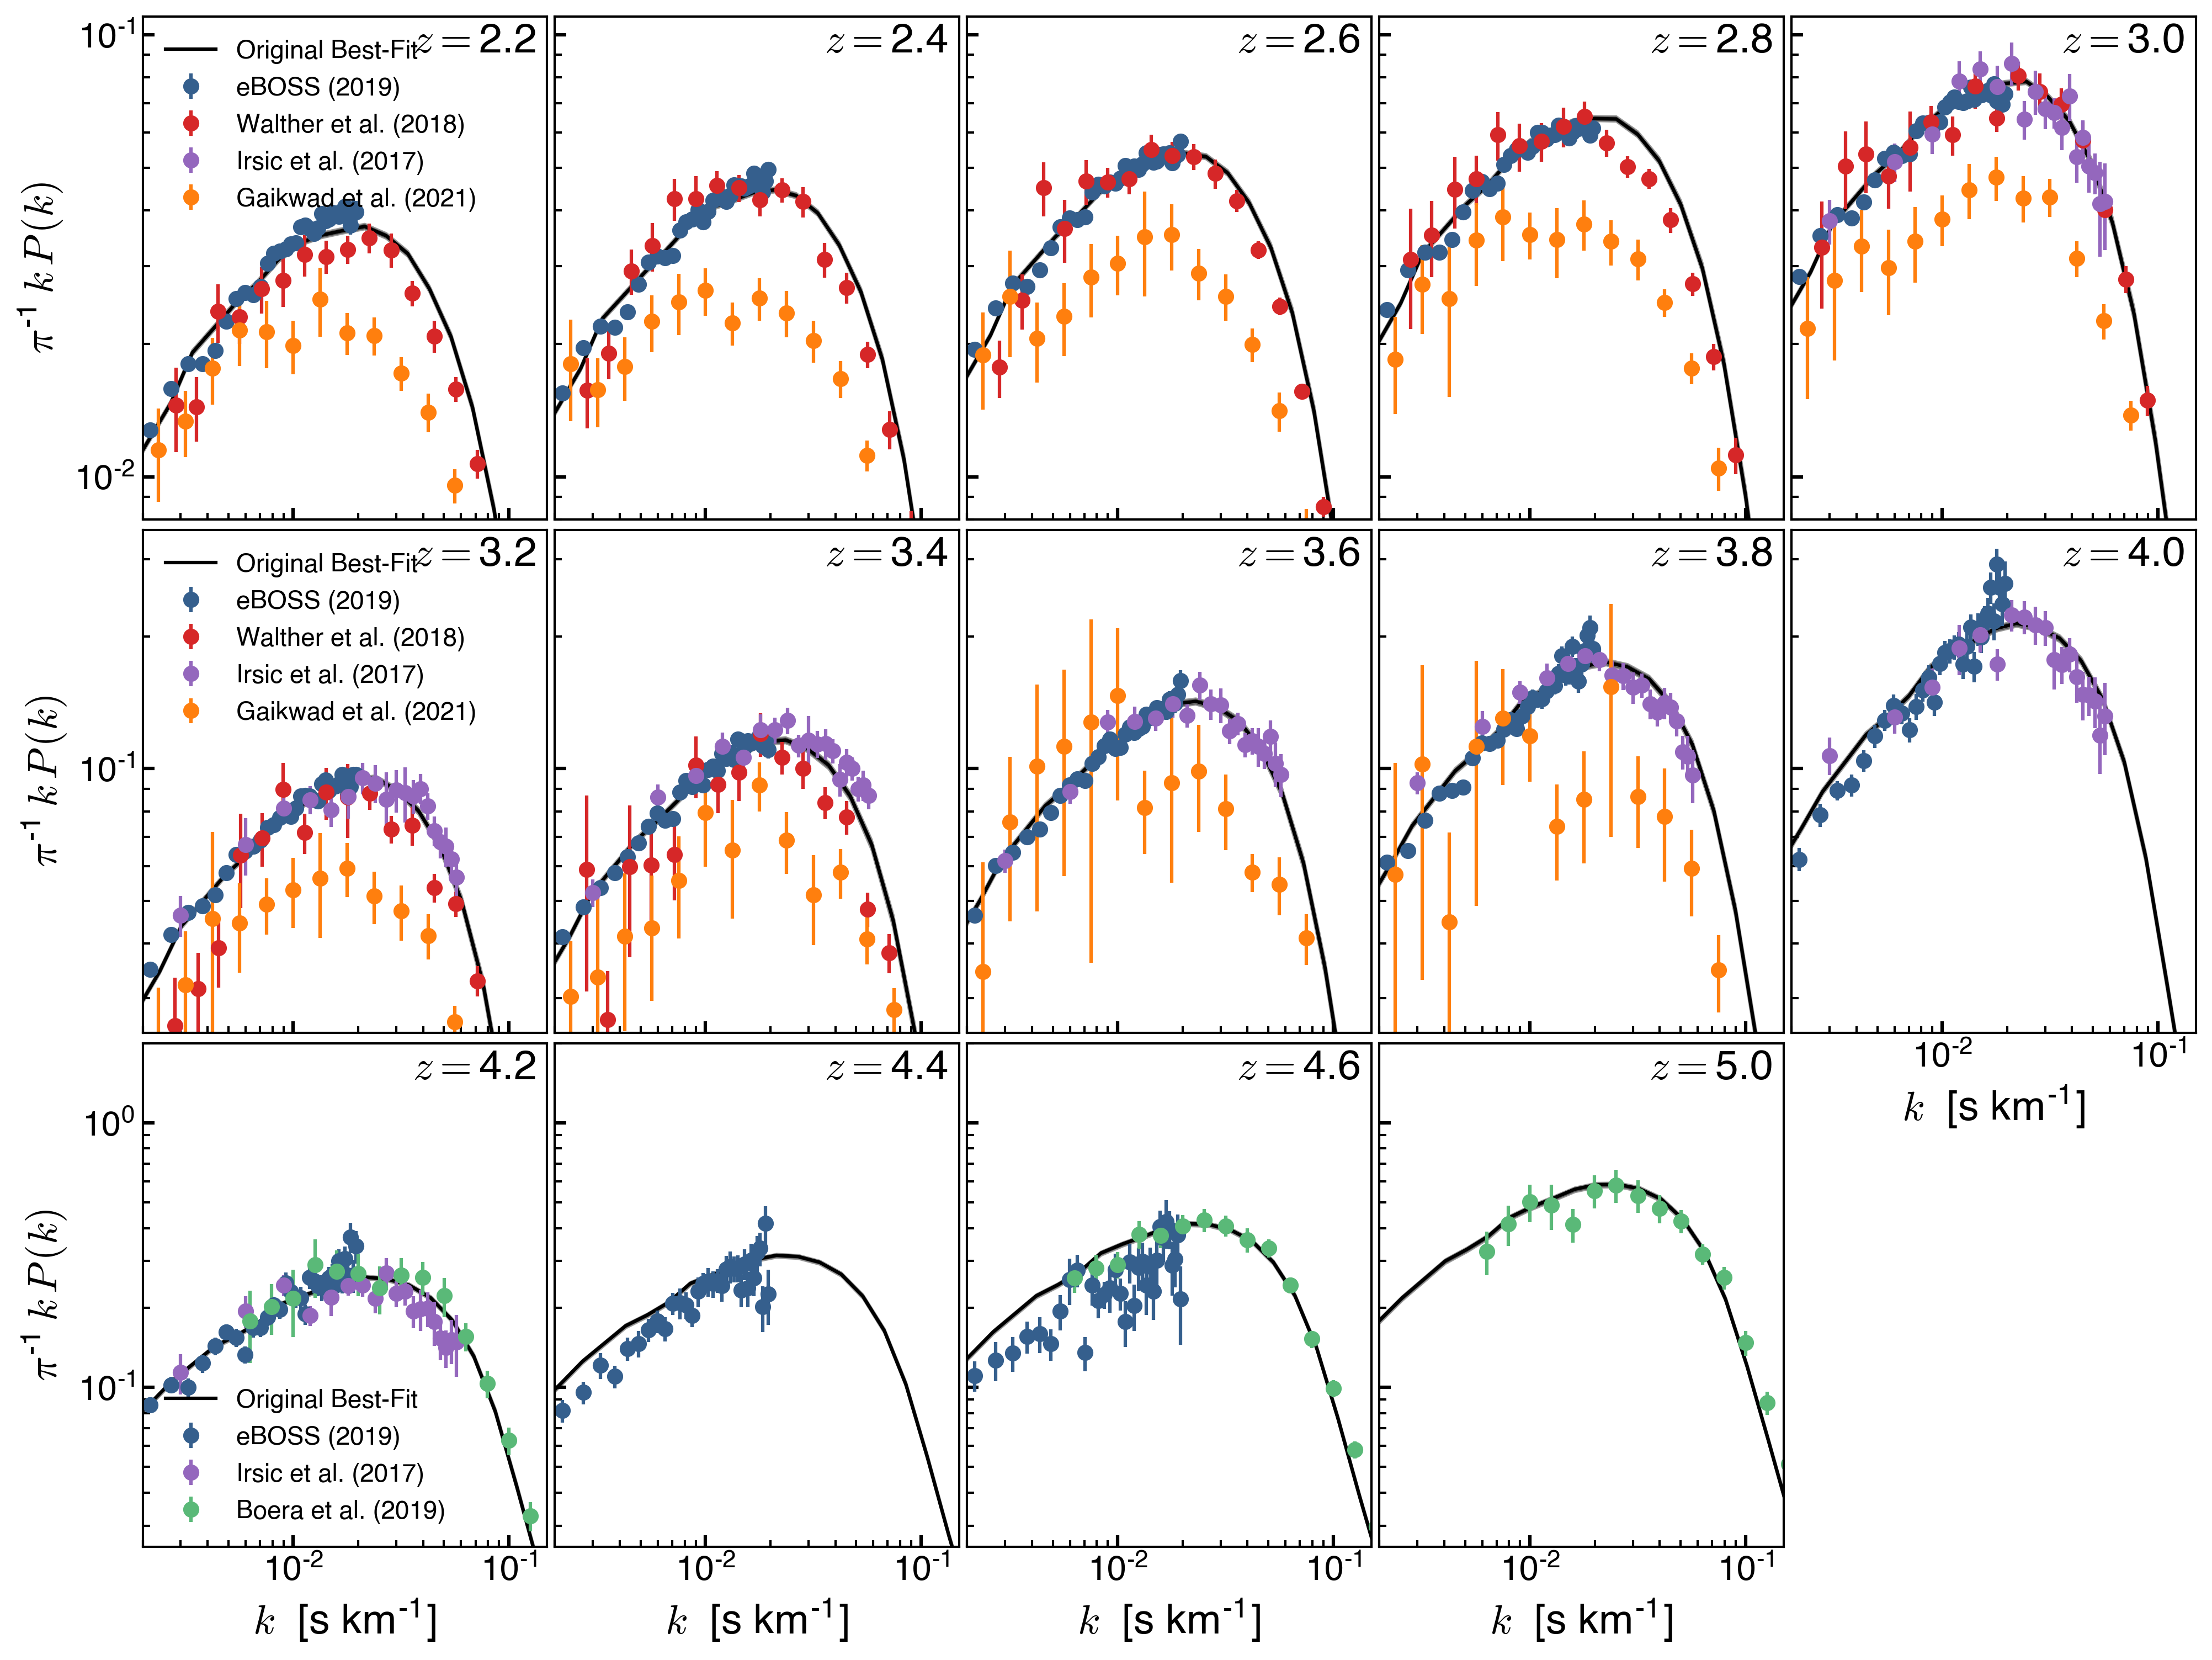 10^-1
Original Best-Fit
z = 2.2
eBOSS (2019)
Walther et al. (2018)
Irsic et al. (2017)
Gaikwad et al. (2021)
z = 2.4
z = 2.6
z = 2.8
z = 3.0
π^-1 k P(k)
10^-2
Original Best-Fit
z = 3.2
eBOSS (2019)
Walther et al. (2018)
Irsic et al. (2017)
Gaikwad et al. (2021)
z = 3.4
z = 3.6
z = 3.8
z = 4.0
π^-1 k P(k)
10^-1
10^-2 10^-1
k [s km^-1]
z = 4.2
z = 4.4
z = 4.6
z = 5.0
10^0
π^-1 k P(k)
10^-1
Original Best-Fit
eBOSS (2019)
Irsic et al. (2017)
Boera et al. (2019)
10^-2 10^-1 10^-2 10^-1 10^-2 10^-1 10^-2 10^-1
k [s km^-1] k [s km^-1] k [s km^-1] k [s km^-1]